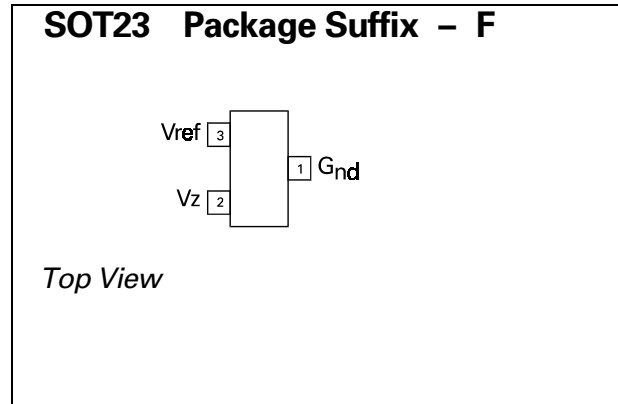 SOT23 Package Suffix – F
Vref 3
1 Gnd
Vz 2
Top View